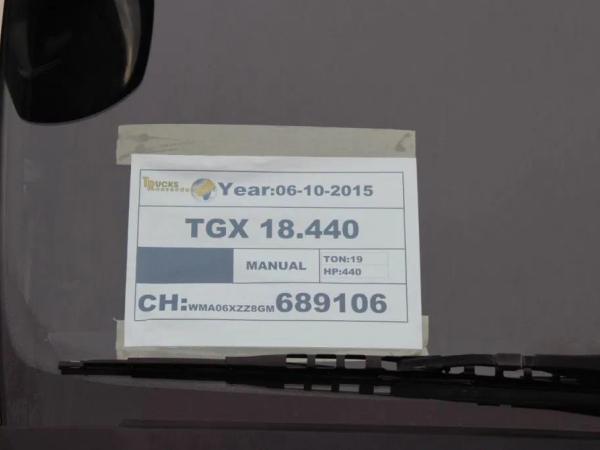 TRUCKS Year:06-10-2015
TGX 18.440
MANUAL
TON:19
HP:440
CH:WMA06XZZ8GM689106